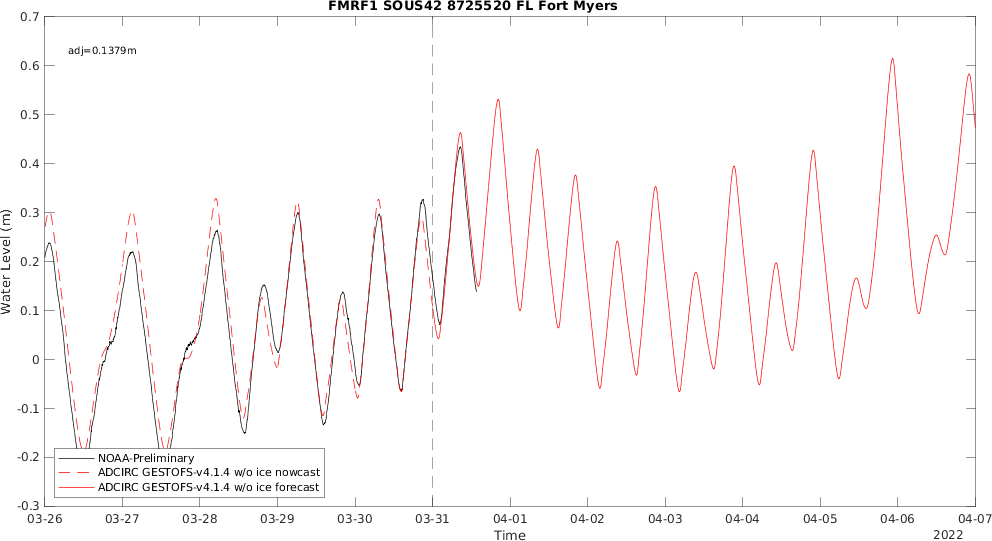 FMRF1 SOUS42 8725520 FL Fort Myers
adj=0.1379m
0.7
0.6
0.5
0.4
0.3
0.2
0.1
0
-0.1
-0.2
-0.3
Water Level (m)
NOAA-Preliminary
ADCIRC GESTOFS-v4.1.4 w/o ice nowcast
ADCIRC GESTOFS-v4.1.4 w/o ice forecast
03-26 03-27 03-28 03-29 03-30 03-31 04-01 04-02 04-03 04-04 04-05 04-06 04-07
Time
2022